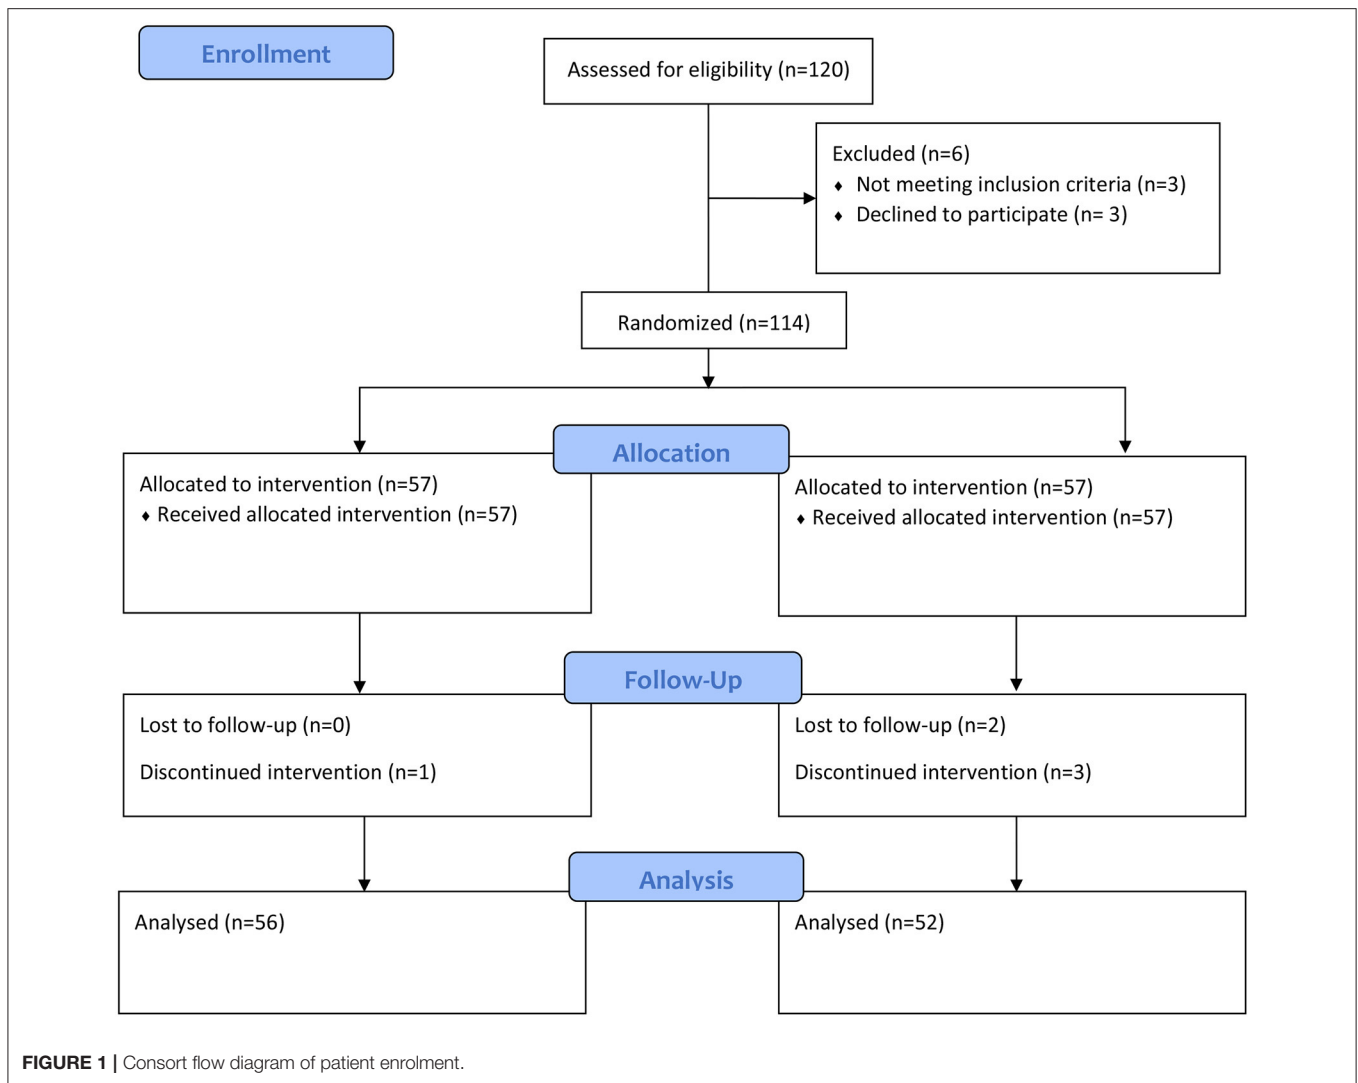 Enrollment
Assessed for eligibility (n=120)
Excluded (n=6)
♦ Not meeting inclusion criteria (n=3)
♦ Declined to participate (n= 3)
Randomized (n=114)
Allocation
Allocated to intervention (n=57)
♦ Received allocated intervention (n=57)
Allocated to intervention (n=57)
♦ Received allocated intervention (n=57)
Follow-Up
Lost to follow-up (n=0)
Discontinued intervention (n=1)
Lost to follow-up (n=2)
Discontinued intervention (n=3)
Analysis
Analysed (n=56)
Analysed (n=52)
FIGURE 1 | Consort flow diagram of patient enrolment.